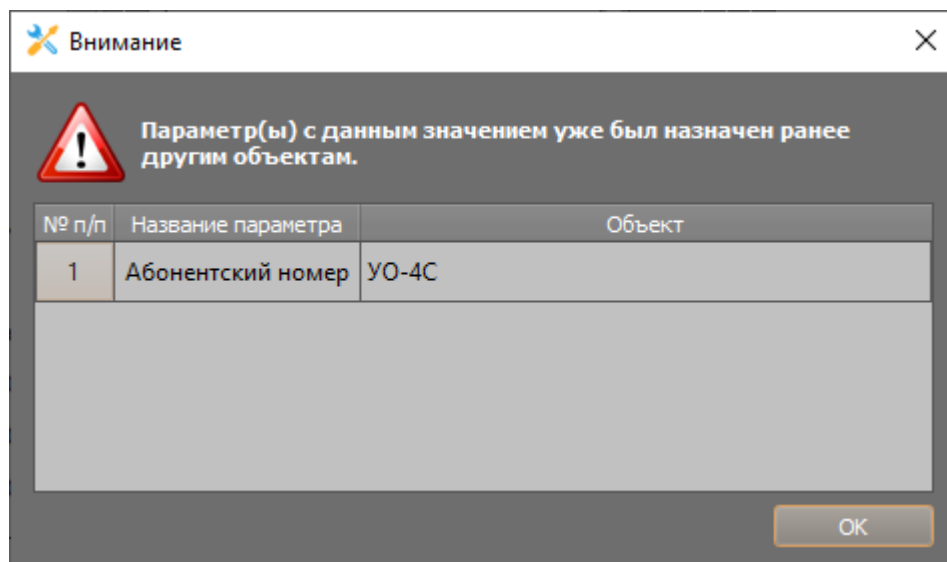 Внимание
Параметр(ы) с данным значением уже был назначен ранее
другим объектам.
№ п/п Название параметра Объект
1 Абонентский номер УО-4С
OK